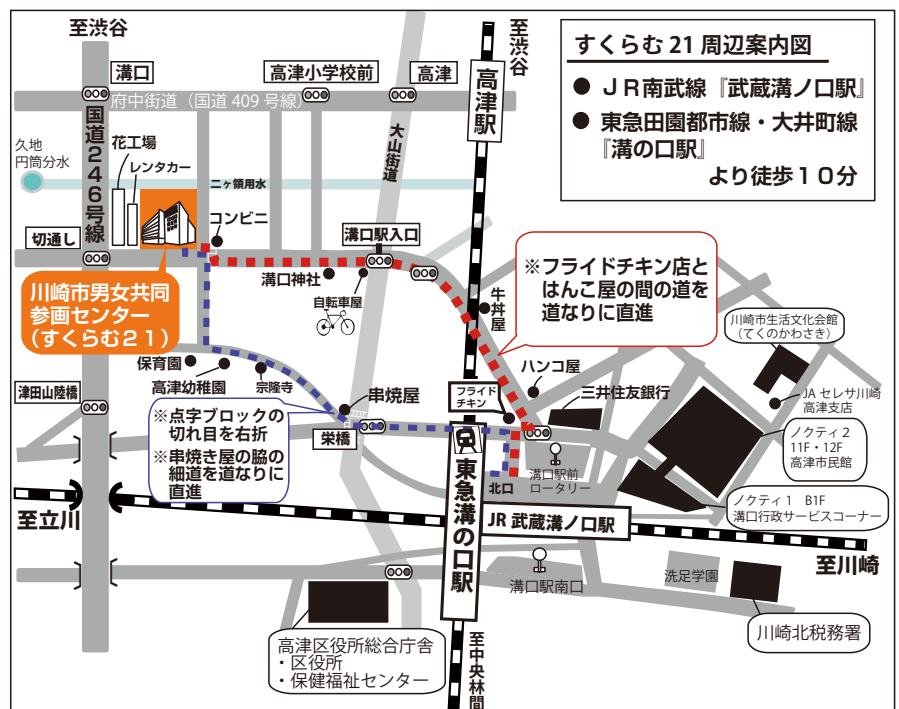 至渋谷
溝口
高津小学校前
高津
至渋谷
府中街道（国道409号線）
国道246号線
高津駅
すくらむ21周辺案内図
● ＪＲ南武線『武蔵溝ノ口駅』
● 東急田園都市線・大井町線
『溝の口駅』
より徒歩１０分
久地
円筒分水
花工場
レンタカー
大山街道
二ヶ領用水
コンビニ
切通し
溝口駅入口
川崎市男女共同
参画センター
（すくらむ２１）
溝口神社
自転車屋
牛丼屋
※フライドチキン店と
はんこ屋の間の道を
道なりに直進
川崎市生活文化会館
（てくのかわさき）
保育園
高津幼稚園
宗隆寺
ハンコ屋
フライド
チキン
三井住友銀行
JA セレサ川崎
高津支店
津田山陸橋
串焼屋
※点字ブロックの
切れ目を右折
※串焼き屋の脇の
細道を道なりに
直進
栄橋
ノクティ２
11F・12F
高津市民館
溝口駅前
ロータリー
北口
東急溝の口駅
ノクティ１　B1F
溝口行政サービスコーナー
至立川
JR 武蔵溝ノ口駅
至川崎
溝口駅南口
洗足学園
川崎北税務署
高津区役所総合庁舎
・区役所
・保健福祉センター
至中央林間